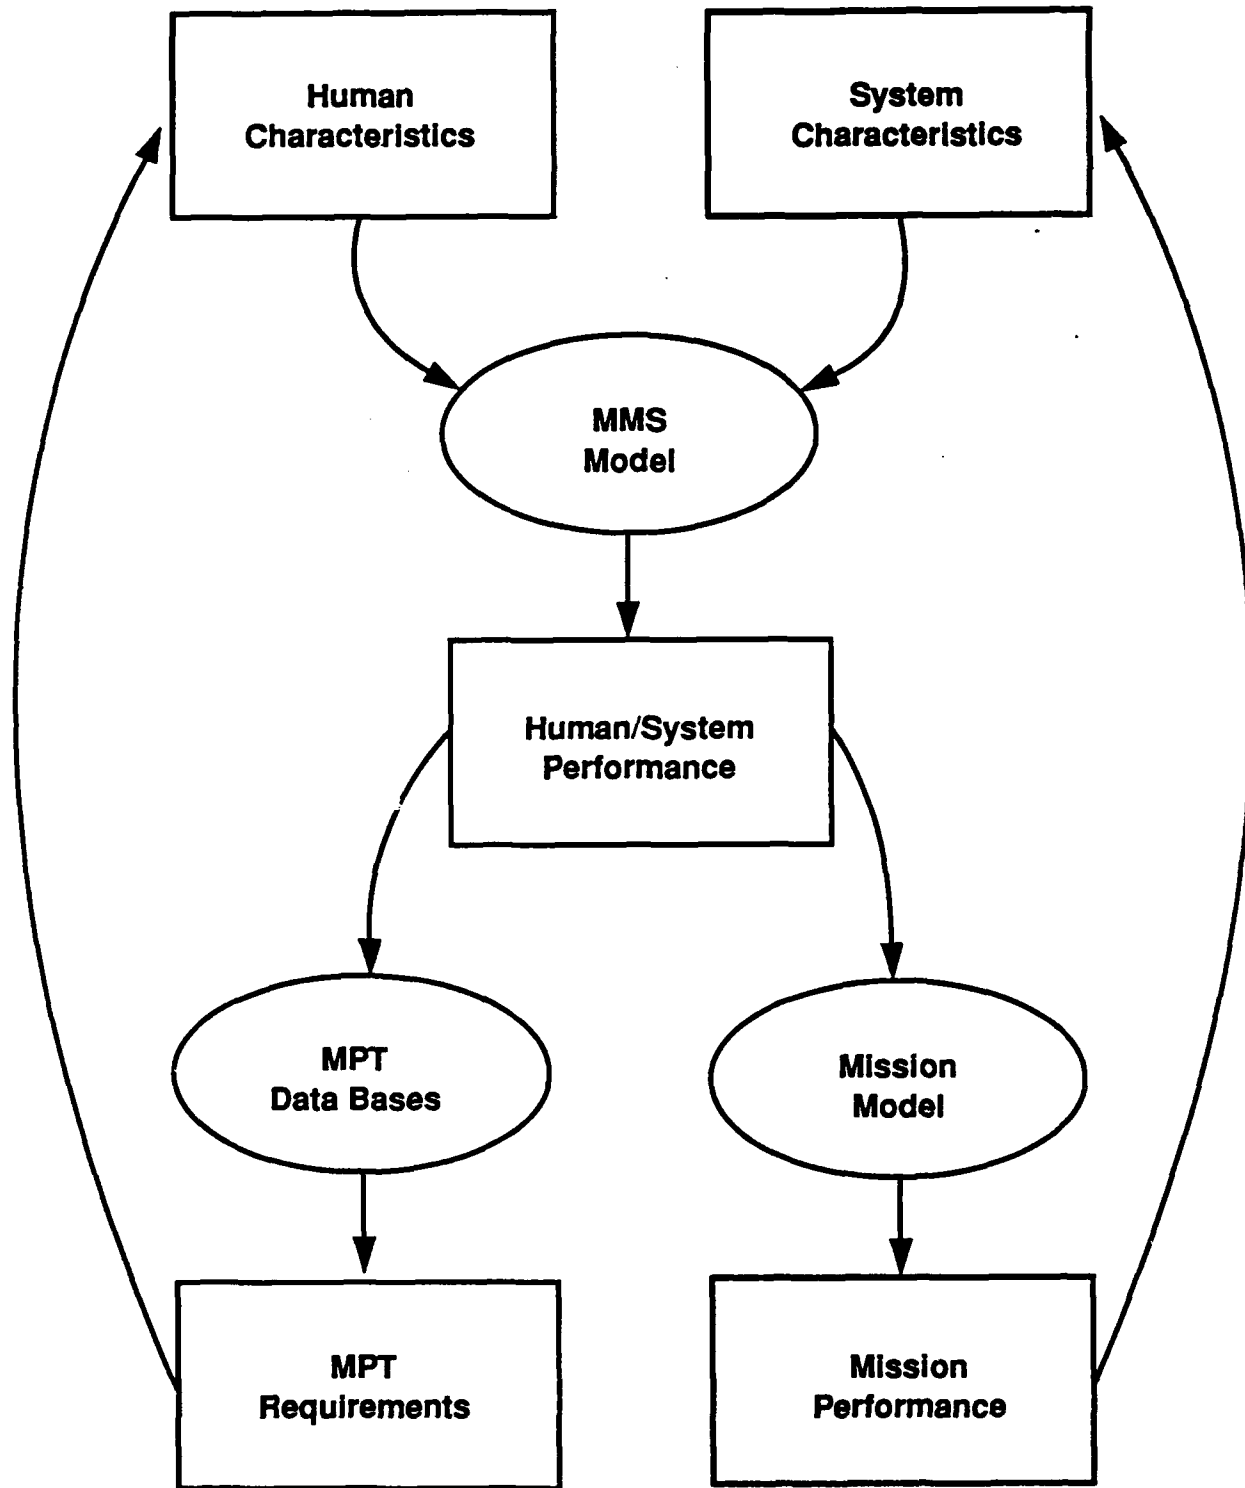 Human
Characteristics
System
Characteristics
MMS
Model
Human/System
Performance
MPT
Data Bases
Mission
Model
MPT
Requirements
Mission
Performance